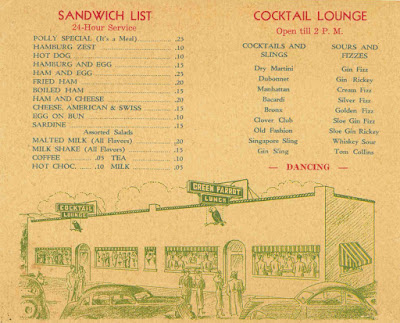 SANDWICH LIST
24-Hour Service
POLLY SPECIAL (It's a Meal) .25
HAMBURG ZEST .10
HOT DOG .10
HAMBURG AND EGG .25
HAM AND EGG .25
FRIED HAM .20
BOILED HAM .15
HAM AND CHEESE .20
CHEESE, AMERICAN & SWISS .15
EGG ON BUN .10
SARDINE .15
Assorted Salads
MALTED MILK (All Flavors) .20
MILK SHAKE (All Flavors) .15
COFFEE .05 TEA .10
HOT CHOC. .10 MILK .05
COCKTAIL LOUNGE
Open till 2 P. M.
COCKTAILS AND SLINGS
Dry Martini
Dubonnet
Manhattan
Bacardi
Bronx
Clover Club
Old Fashion
Singapore Sling
Gin Sling
SOURS AND FIZZES
Gin Fizz
Gin Rickey
Cream Fizz
Silver Fizz
Golden Fizz
Sloe Gin Fizz
Sloe Gin Rickey
Whiskey Sour
Tom Collins
— DANCING —
COCKTAIL
LOUNGE
GREEN PARROT
LUNCH